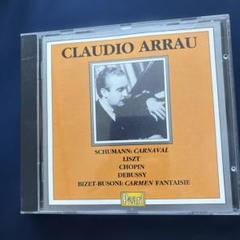 CLAUDIO ARRAU
SCHUMANN: CARNAVAL
LISZT
CHOPIN
DEBUSSY
BIZET-BUSONI: CARMEN FANTAISIE